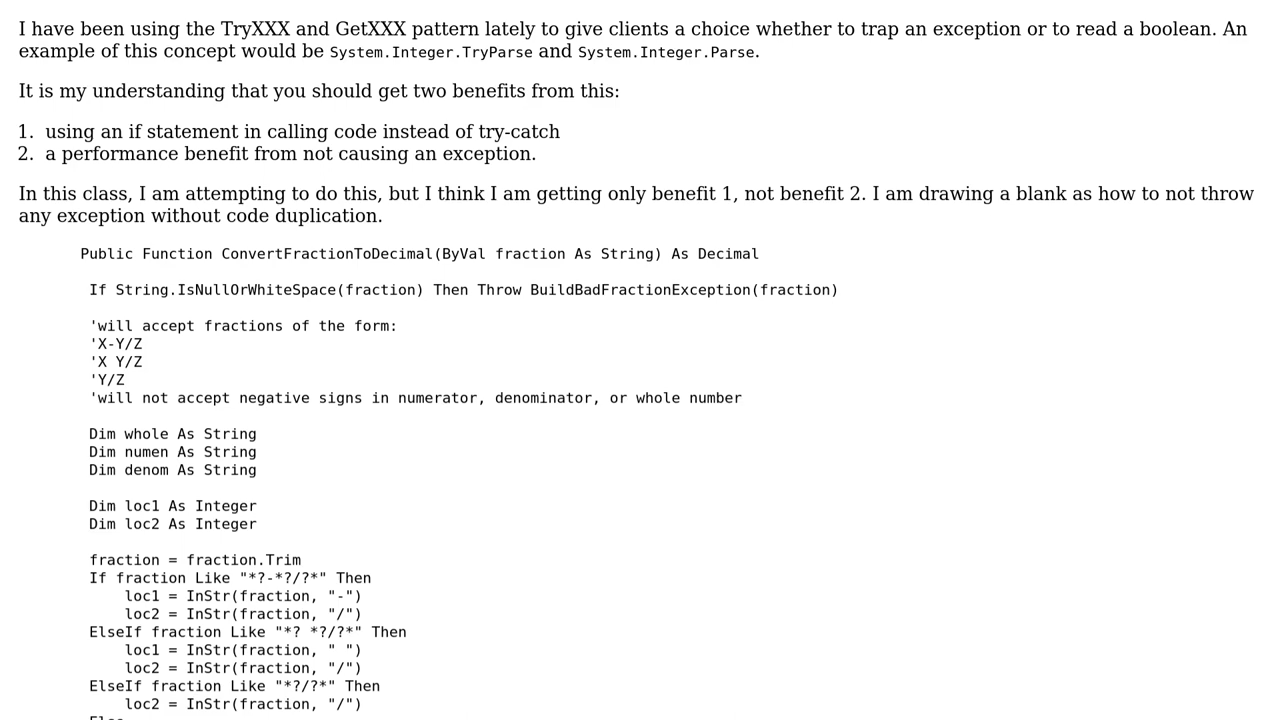 I have been using the TryXXX and GetXXX pattern lately to give clients a choice whether to trap an exception or to read a boolean. An
example of this concept would be System.Integer.TryParse and System.Integer.Parse.
It is my understanding that you should get two benefits from this:
1. using an if statement in calling code instead of try-catch
2. a performance benefit from not causing an exception.
In this class, I am attempting to do this, but I think I am getting only benefit 1, not benefit 2. I am drawing a blank as how to not throw
any exception without code duplication.
Public Function ConvertFractionToDecimal(ByVal fraction As String) As Decimal
If String.IsNullOrWhiteSpace(fraction) Then Throw BuildBadFractionException(fraction)
'will accept fractions of the form:
'X-Y/Z
'X Y/Z
'Y/Z
'will not accept negative signs in numerator, denominator, or whole number
Dim whole As String
Dim numen As String
Dim denom As String
Dim loc1 As Integer
Dim loc2 As Integer
fraction = fraction.Trim
If fraction Like "*?-*?/?*" Then
loc1 = InStr(fraction, "-")
loc2 = InStr(fraction, "/")
ElseIf fraction Like "*? *?/?*" Then
loc1 = InStr(fraction, " ")
loc2 = InStr(fraction, "/")
ElseIf fraction Like "*?/?*" Then
loc2 = InStr(fraction, "/")